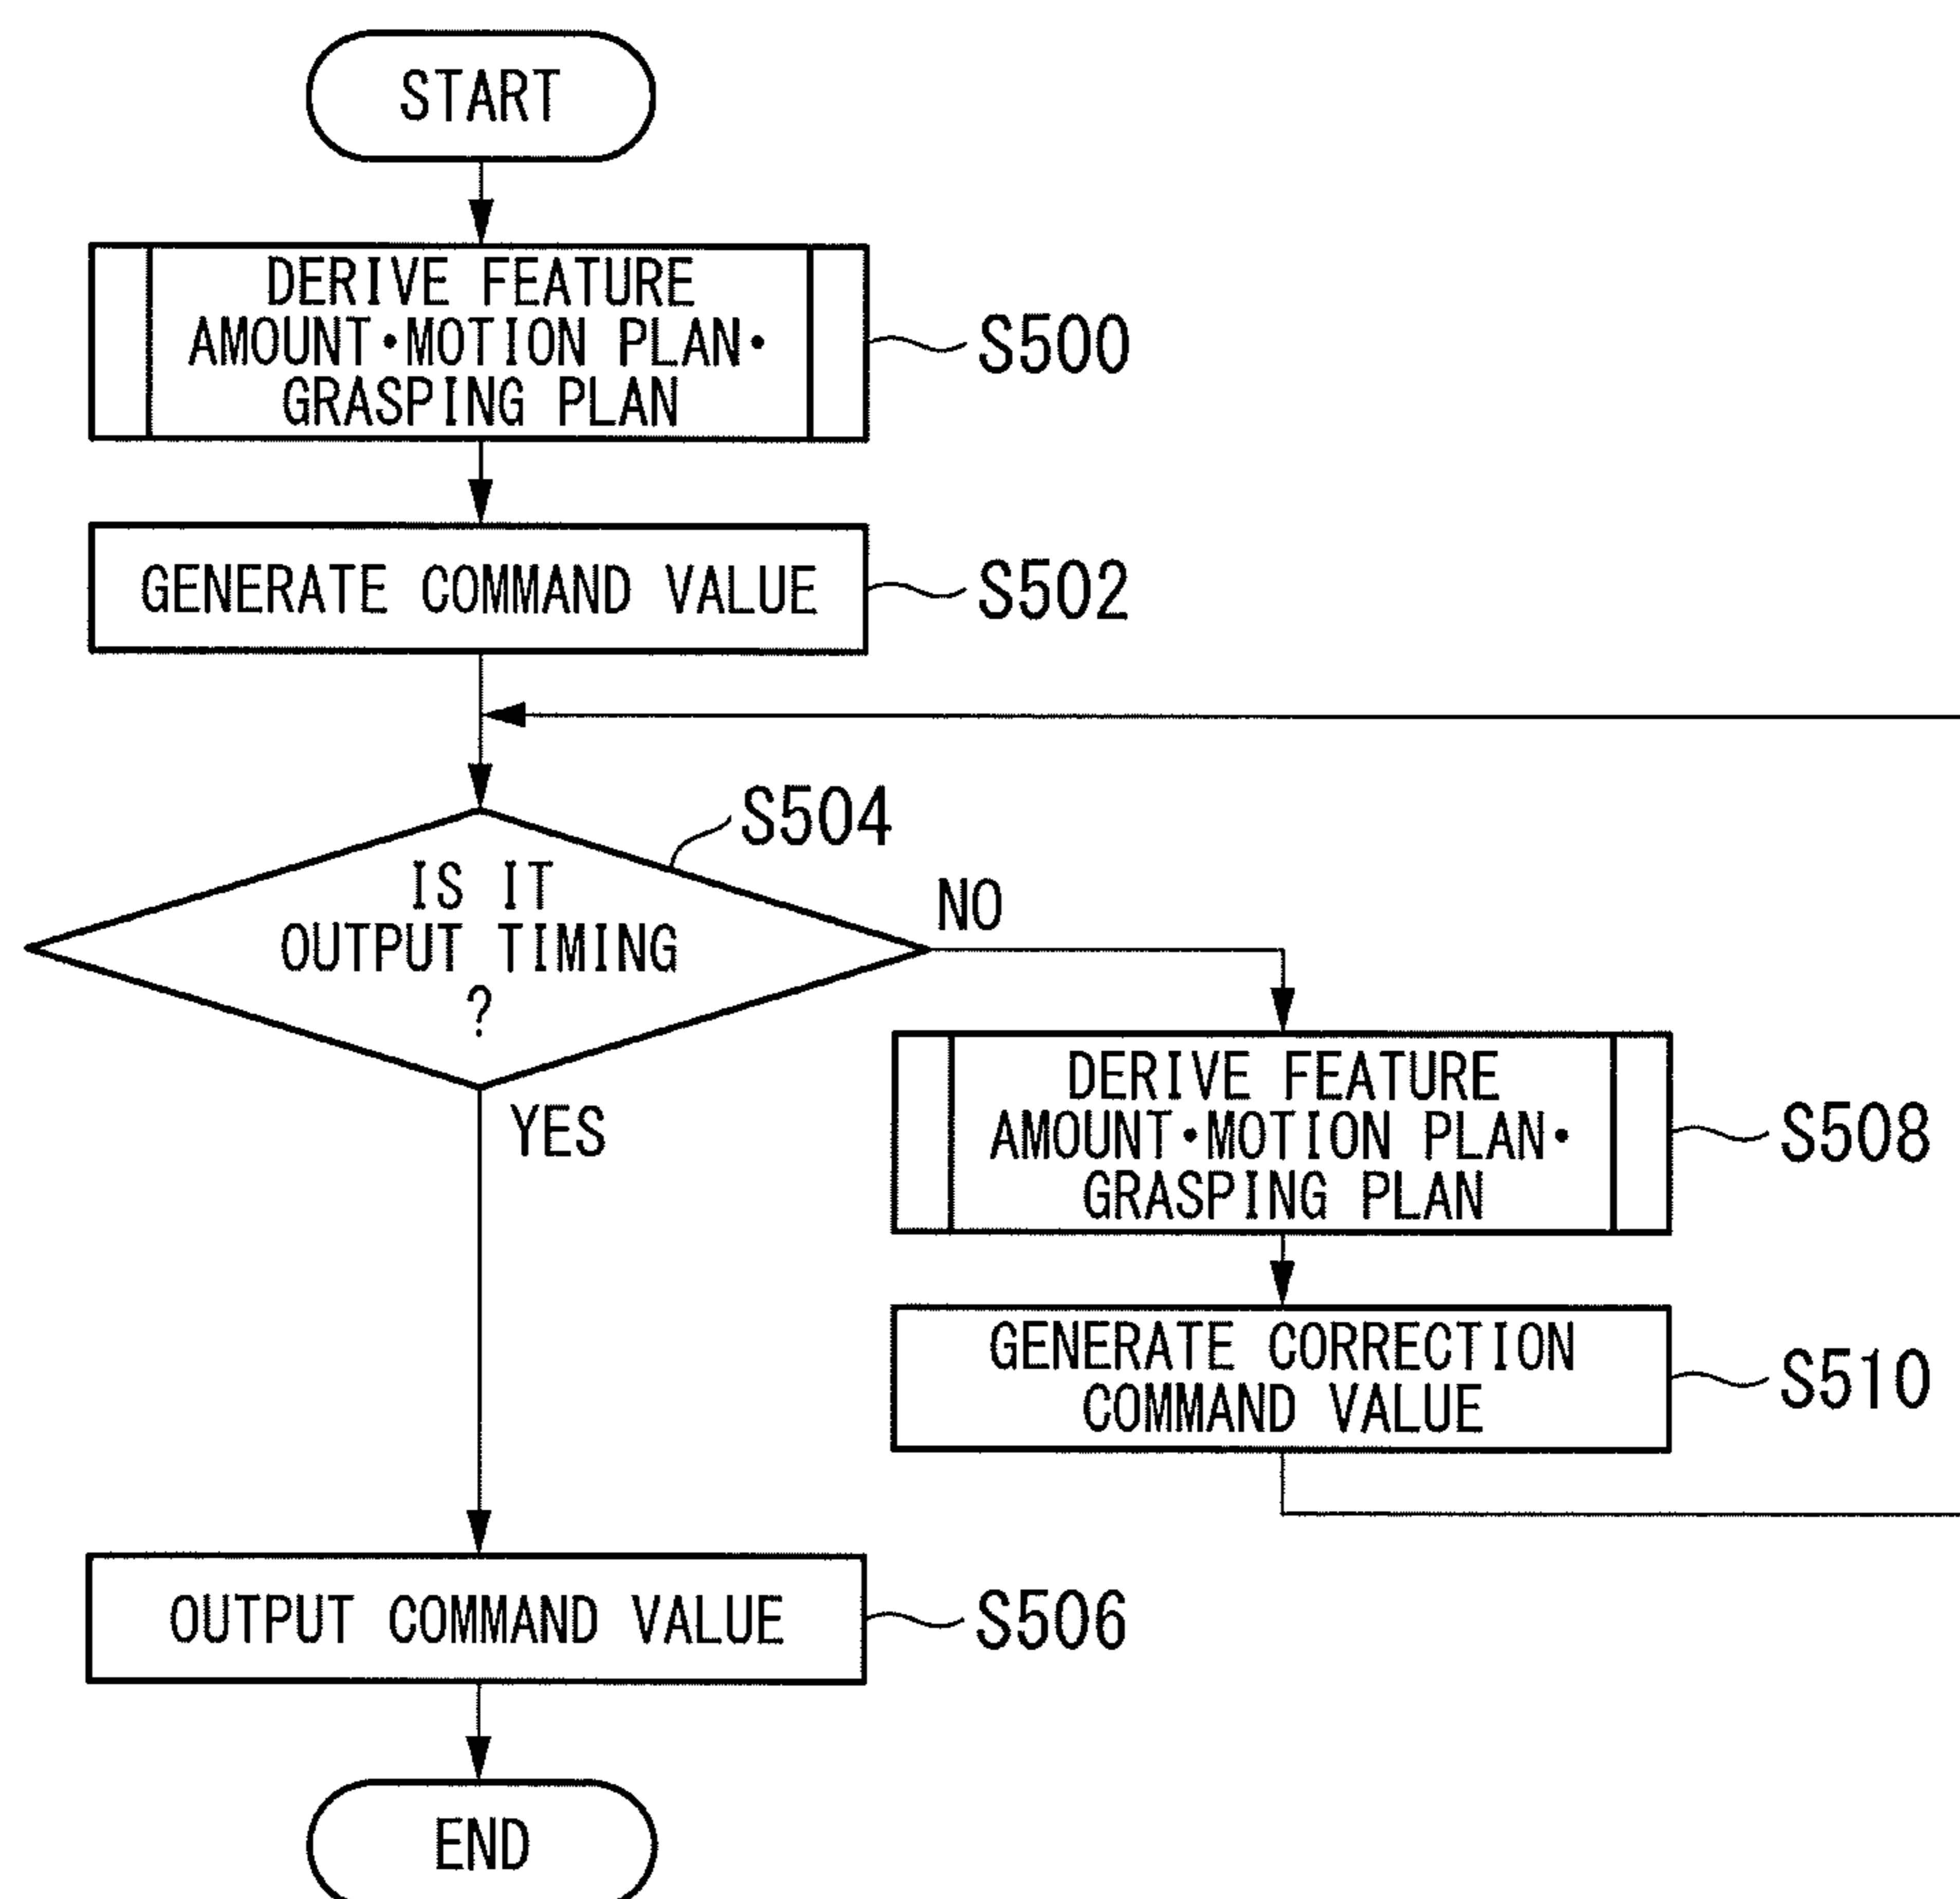 START
DERIVE FEATURE
AMOUNT・MOTION PLAN・
GRASPING PLAN
S500
GENERATE COMMAND VALUE
S502
S504
IS IT
OUTPUT TIMING
?
NO
YES
DERIVE FEATURE
AMOUNT・MOTION PLAN・
GRASPING PLAN
S508
GENERATE CORRECTION
COMMAND VALUE
S510
OUTPUT COMMAND VALUE
S506
END